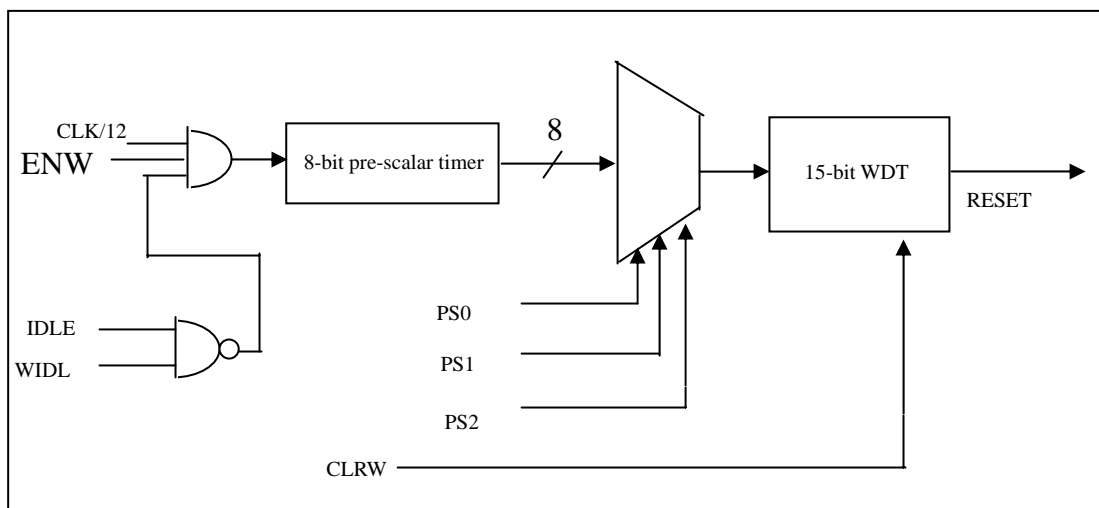 CLK/12
ENW
8-bit pre-scalar timer
8
15-bit WDT
RESET
IDLE
WIDL
PS0
PS1
PS2
CLRW